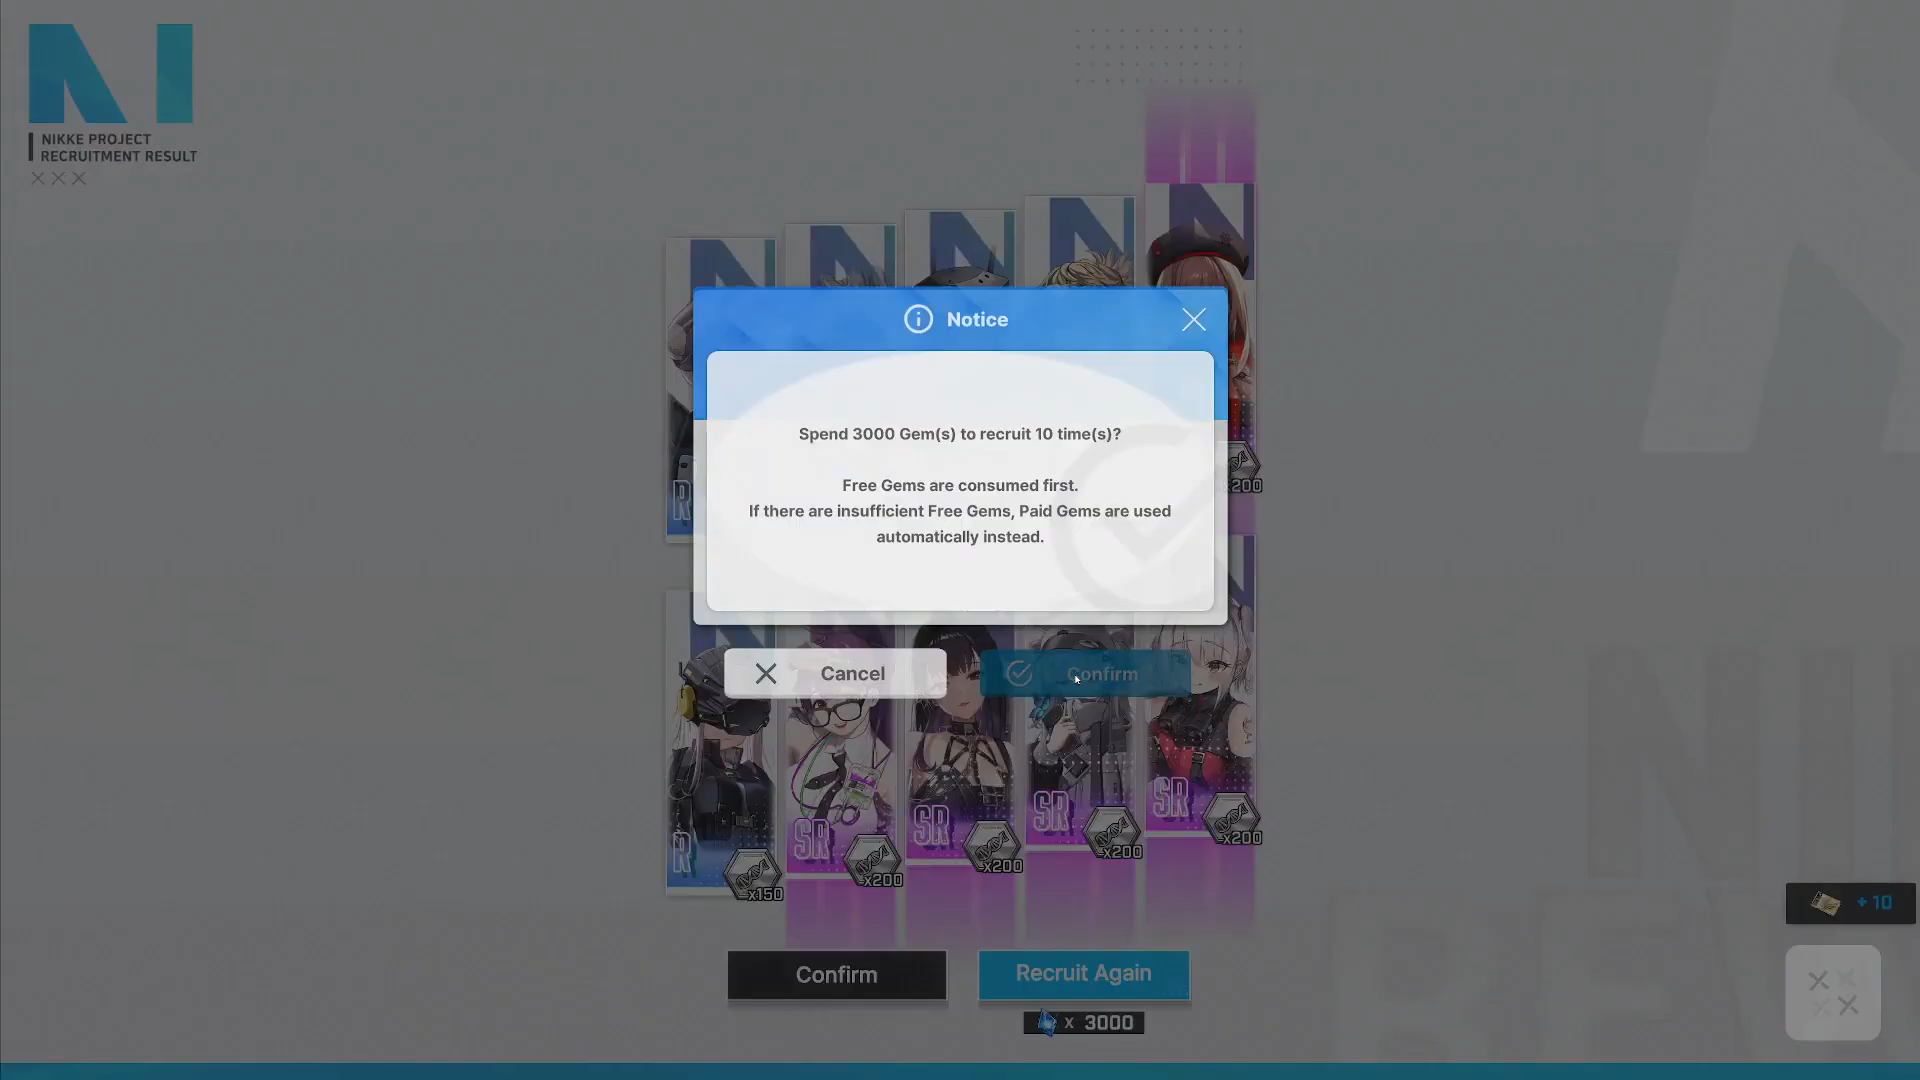 NI
NIKKE PROJECT
RECRUITMENT RESULT
Notice
Spend 3000 Gem(s) to recruit 10 time(s)?
Free Gems are consumed first.
If there are insufficient Free Gems, Paid Gems are used
automatically instead.
R
x200
Cancel
Confirm
R
x150
SR
x200
SR
x200
SR
x200
SR
x200
+ 10
Confirm
Recruit Again
x 3000